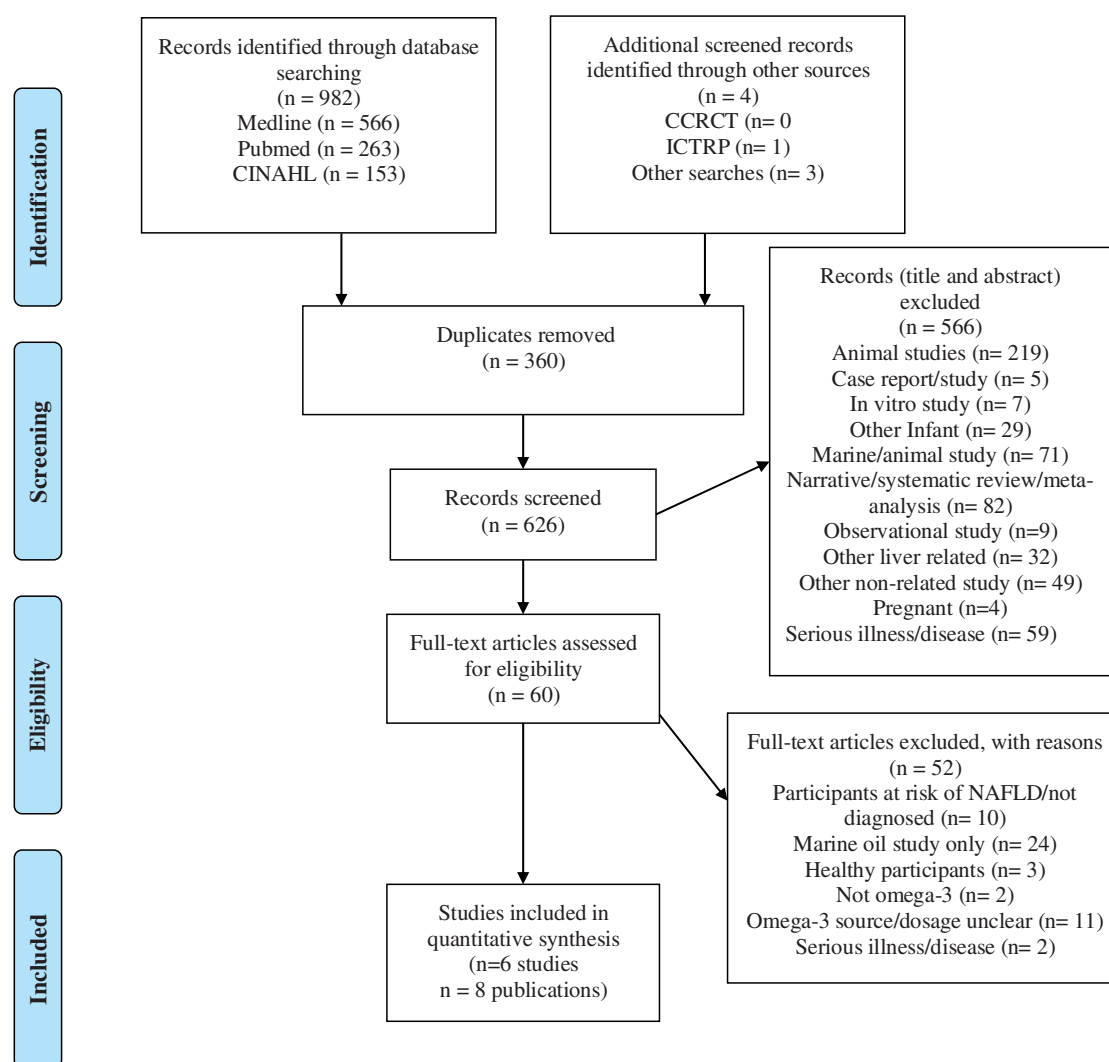 Records identified through database
searching
(n = 982)
Medline (n = 566)
Pubmed (n = 263)
CINAHL (n = 153)
Additional screened records
identified through other sources
(n = 4)
CCRCT (n= 0
ICTRP (n= 1)
Other searches (n= 3)
Identification
Duplicates removed
(n = 360)
Records (title and abstract)
excluded
(n = 566)
Animal studies (n= 219)
Case report/study (n= 5)
In vitro study (n= 7)
Other Infant (n= 29)
Marine/animal study (n= 71)
Narrative/systematic review/meta-
analysis (n= 82)
Observational study (n=9)
Other liver related (n= 32)
Other non-related study (n= 49)
Pregnant (n=4)
Serious illness/disease (n= 59)
Screening
Records screened
(n = 626)
Eligibility
Full-text articles assessed
for eligibility
(n = 60)
Full-text articles excluded, with reasons
(n = 52)
Participants at risk of NAFLD/not
diagnosed (n= 10)
Marine oil study only (n= 24)
Healthy participants (n= 3)
Not omega-3 (n= 2)
Omega-3 source/dosage unclear (n= 11)
Serious illness/disease (n= 2)
Included
Studies included in
quantitative synthesis
(n=6 studies
n = 8 publications)